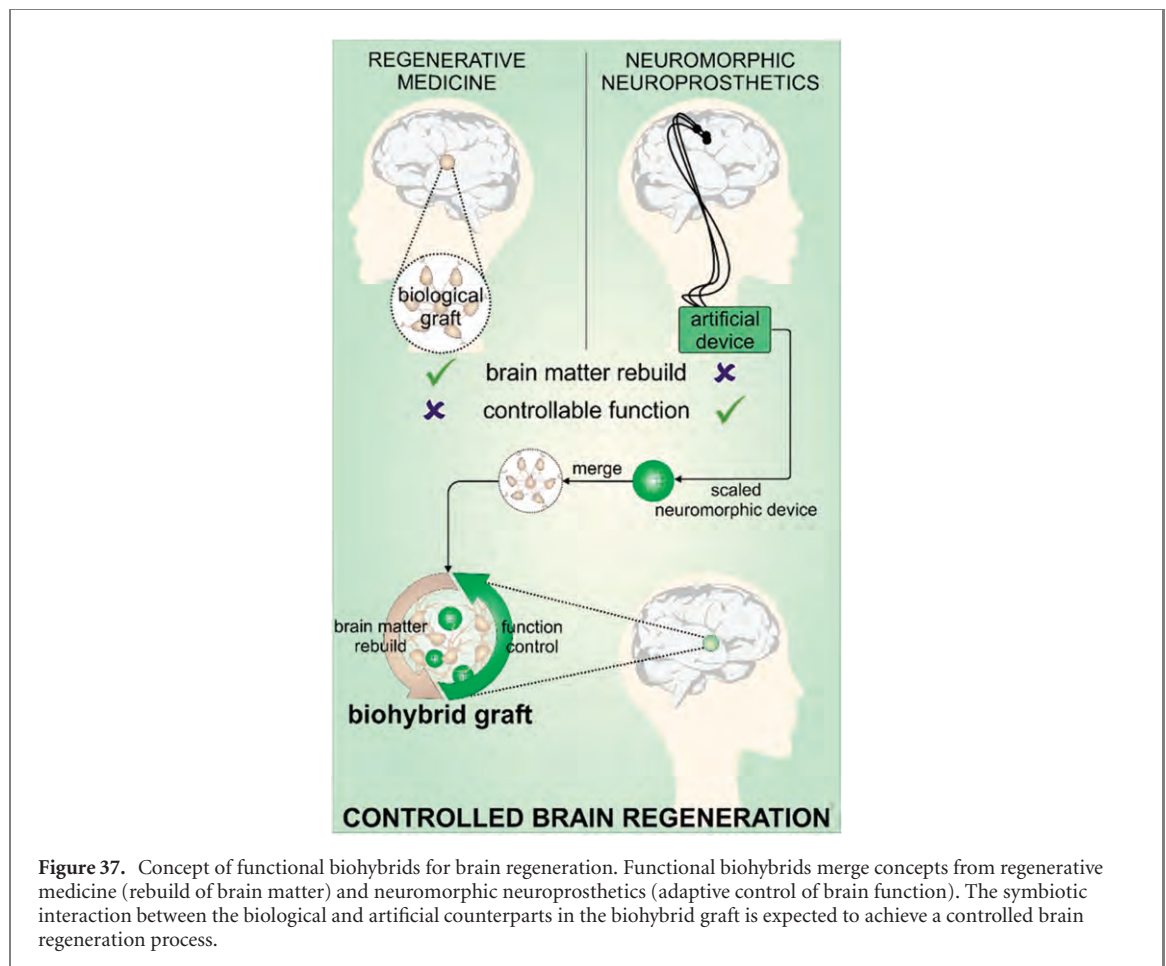 REGENERATIVE
MEDICINE
NEUROMORPHIC
NEUROPROSTHETICS
biological
graft
artificial
device
✓ brain matter rebuild ✗
✗ controllable function ✓
merge
scaled
neuromorphic device
brain matter
rebuild
function
control
biohybrid graft
CONTROLLED BRAIN REGENERATION
Figure 37. Concept of functional biohybrids for brain regeneration. Functional biohybrids merge concepts from regenerative
medicine (rebuild of brain matter) and neuromorphic neuroprosthetics (adaptive control of brain function). The symbiotic
interaction between the biological and artificial counterparts in the biohybrid graft is expected to achieve a controlled brain
regeneration process.